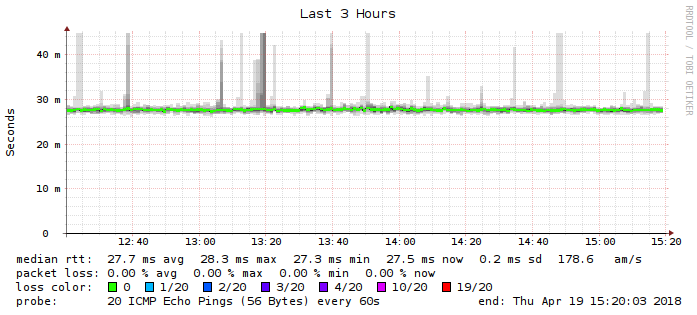 Last 3 Hours
RRDTOOL / TOBI OETIKER
Seconds
40 m
30 m
20 m
10 m
0
12:40 13:00 13:20 13:40 14:00 14:20 14:40 15:00 15:20
median rtt: 27.7 ms avg 28.3 ms max 27.3 ms min 27.5 ms now 0.2 ms sd 178.6 am/s
packet loss: 0.00 % avg 0.00 % max 0.00 % min 0.00 % now
loss color: 0 1/20 2/20 3/20 4/20 10/20 19/20
probe: 20 ICMP Echo Pings (56 Bytes) every 60s end: Thu Apr 19 15:20:03 2018